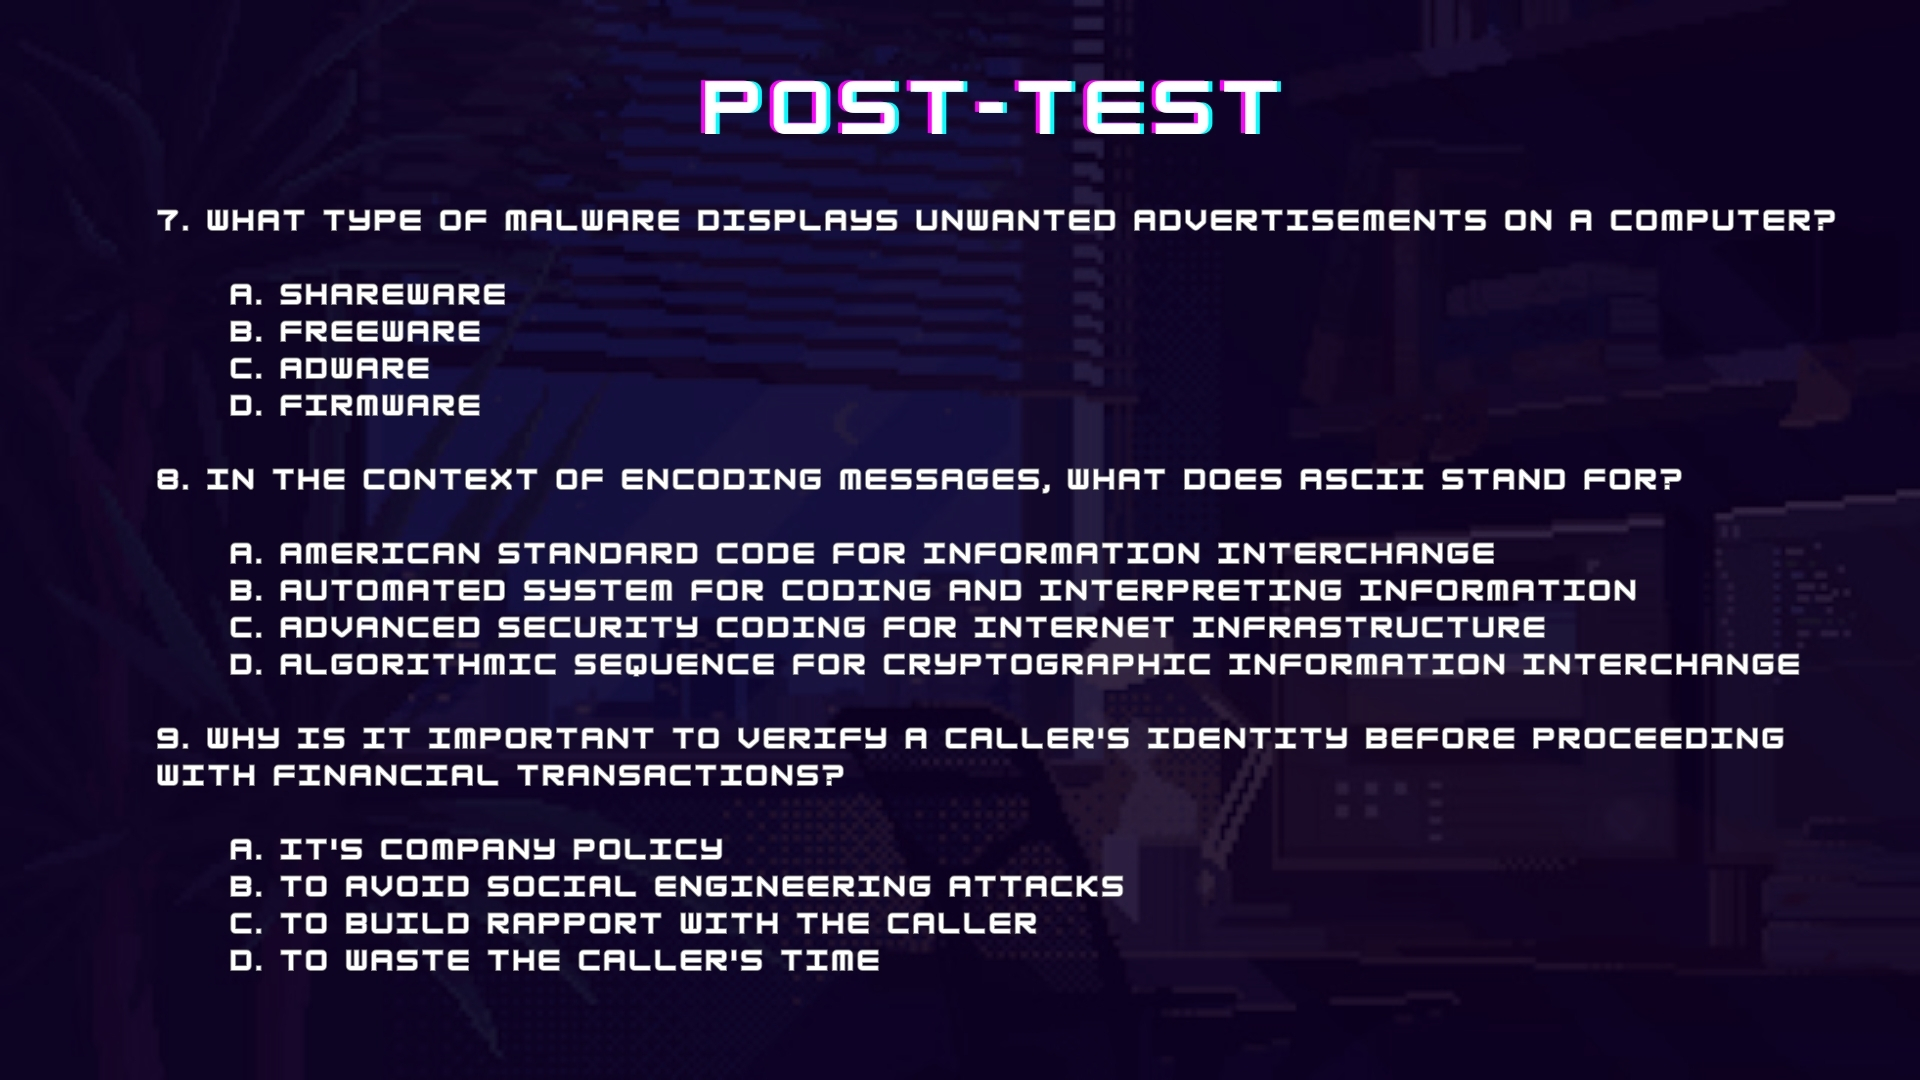 POST-TEST
7. WHAT TYPE OF MALWARE DISPLAYS UNWANTED ADVERTISEMENTS ON A COMPUTER?
A. SHAREWARE
B. FREEWARE
C. ADWARE
D. FIRMWARE
8. IN THE CONTEXT OF ENCODING MESSAGES, WHAT DOES ASCII STAND FOR?
A. AMERICAN STANDARD CODE FOR INFORMATION INTERCHANGE
B. AUTOMATED SYSTEM FOR CODING AND INTERPRETING INFORMATION
C. ADVANCED SECURITY CODING FOR INTERNET INFRASTRUCTURE
D. ALGORITHMIC SEQUENCE FOR CRYPTOGRAPHIC INFORMATION INTERCHANGE
9. WHY IS IT IMPORTANT TO VERIFY A CALLER'S IDENTITY BEFORE PROCEEDING
WITH FINANCIAL TRANSACTIONS?
A. IT'S COMPANY POLICY
B. TO AVOID SOCIAL ENGINEERING ATTACKS
C. TO BUILD RAPPORT WITH THE CALLER
D. TO WASTE THE CALLER'S TIME